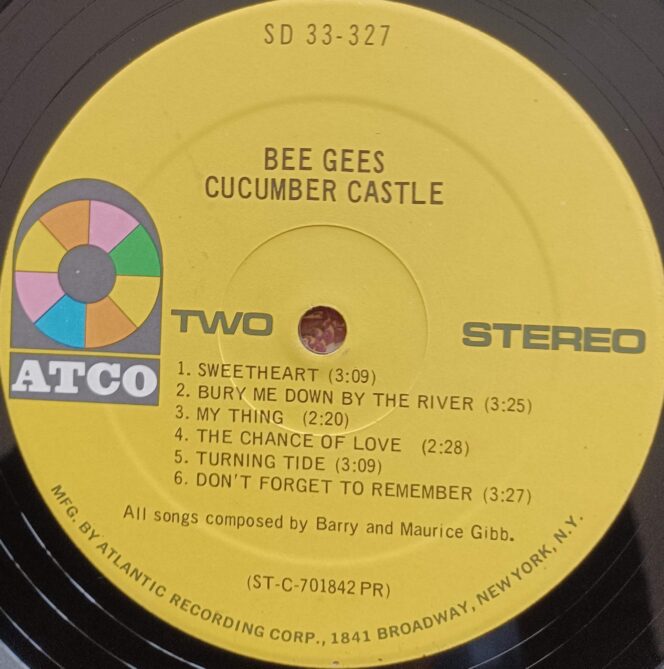 SD 33-327
BEE GEES
CUCUMBER CASTLE
TWO
STEREO
ATCO
1. SWEETHEART (3:09)
2. BURY ME DOWN BY THE RIVER (3:25)
3. MY THING (2:20)
4. THE CHANCE OF LOVE (2:28)
5. TURNING TIDE (3:09)
6. DON'T FORGET TO REMEMBER (3:27)
All songs composed by Barry and Maurice Gibb.
(ST-C-701842 PR)
MFG. BY ATLANTIC RECORDING CORP., 1841 BROADWAY, NEW YORK, N.Y.